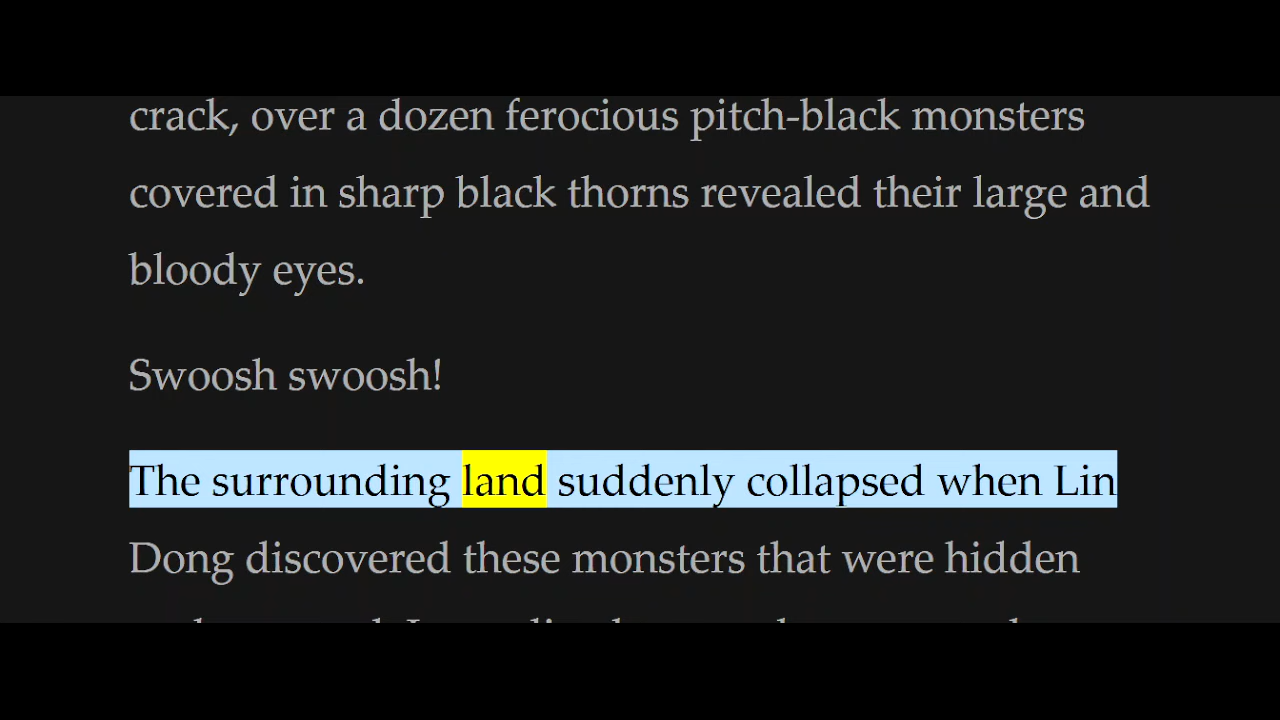 crack, over a dozen ferocious pitch-black monsters
covered in sharp black thorns revealed their large and
bloody eyes.
Swoosh swoosh!
The surrounding land suddenly collapsed when Lin
Dong discovered these monsters that were hidden